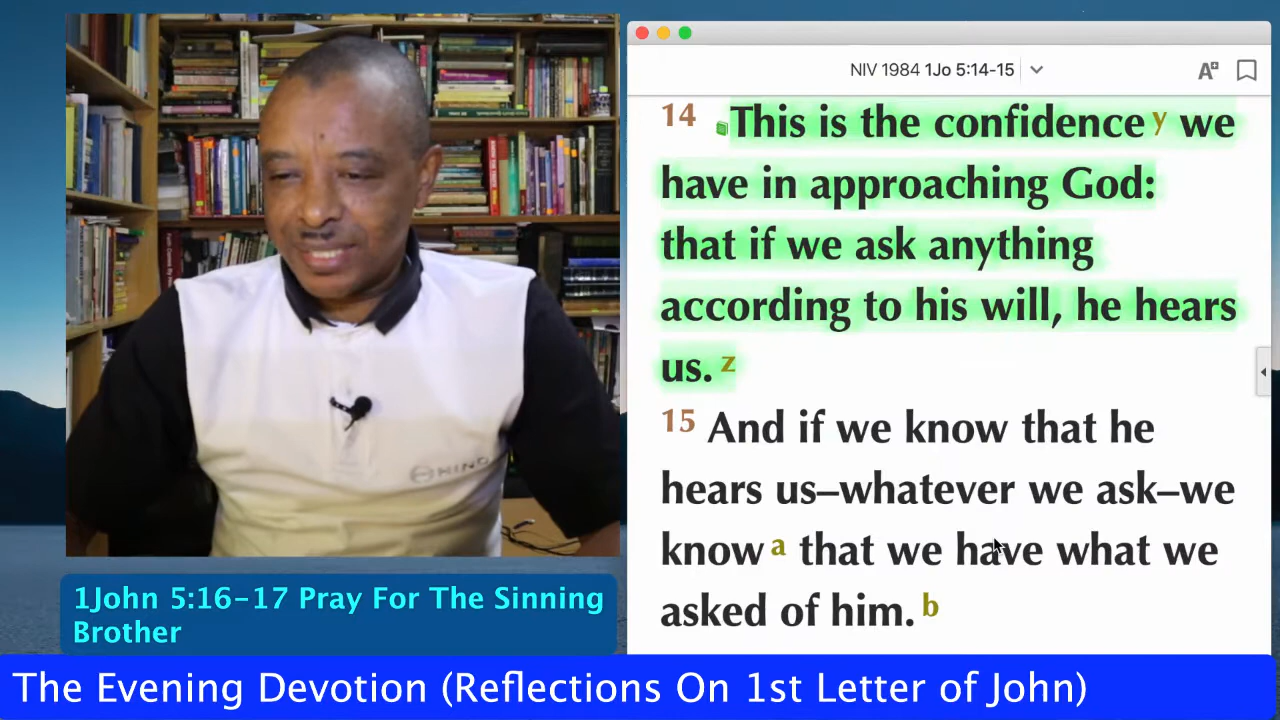 NIV 1984 1Jo 5:14-15
14 This is the confidence y we
have in approaching God:
that if we ask anything
according to his will, he hears
us. z
15 And if we know that he
hears us–whatever we ask–we
know a that we have what we
asked of him. b
HINO
1John 5:16-17 Pray For The Sinning
Brother
The Evening Devotion (Reflections On 1st Letter of John)